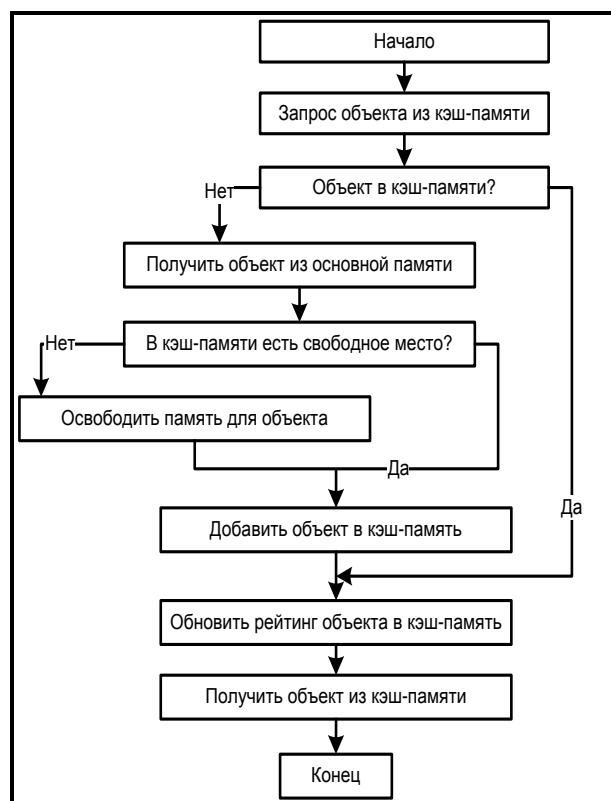 Начало
Запрос объекта из кэш-памяти
Объект в кэш-памяти?
Нет
Получить объект из основной памяти
В кэш-памяти есть свободное место?
Нет
Освободить память для объекта
Да
Да
Добавить объект в кэш-память
Обновить рейтинг объекта в кэш-память
Получить объект из кэш-памяти
Конец